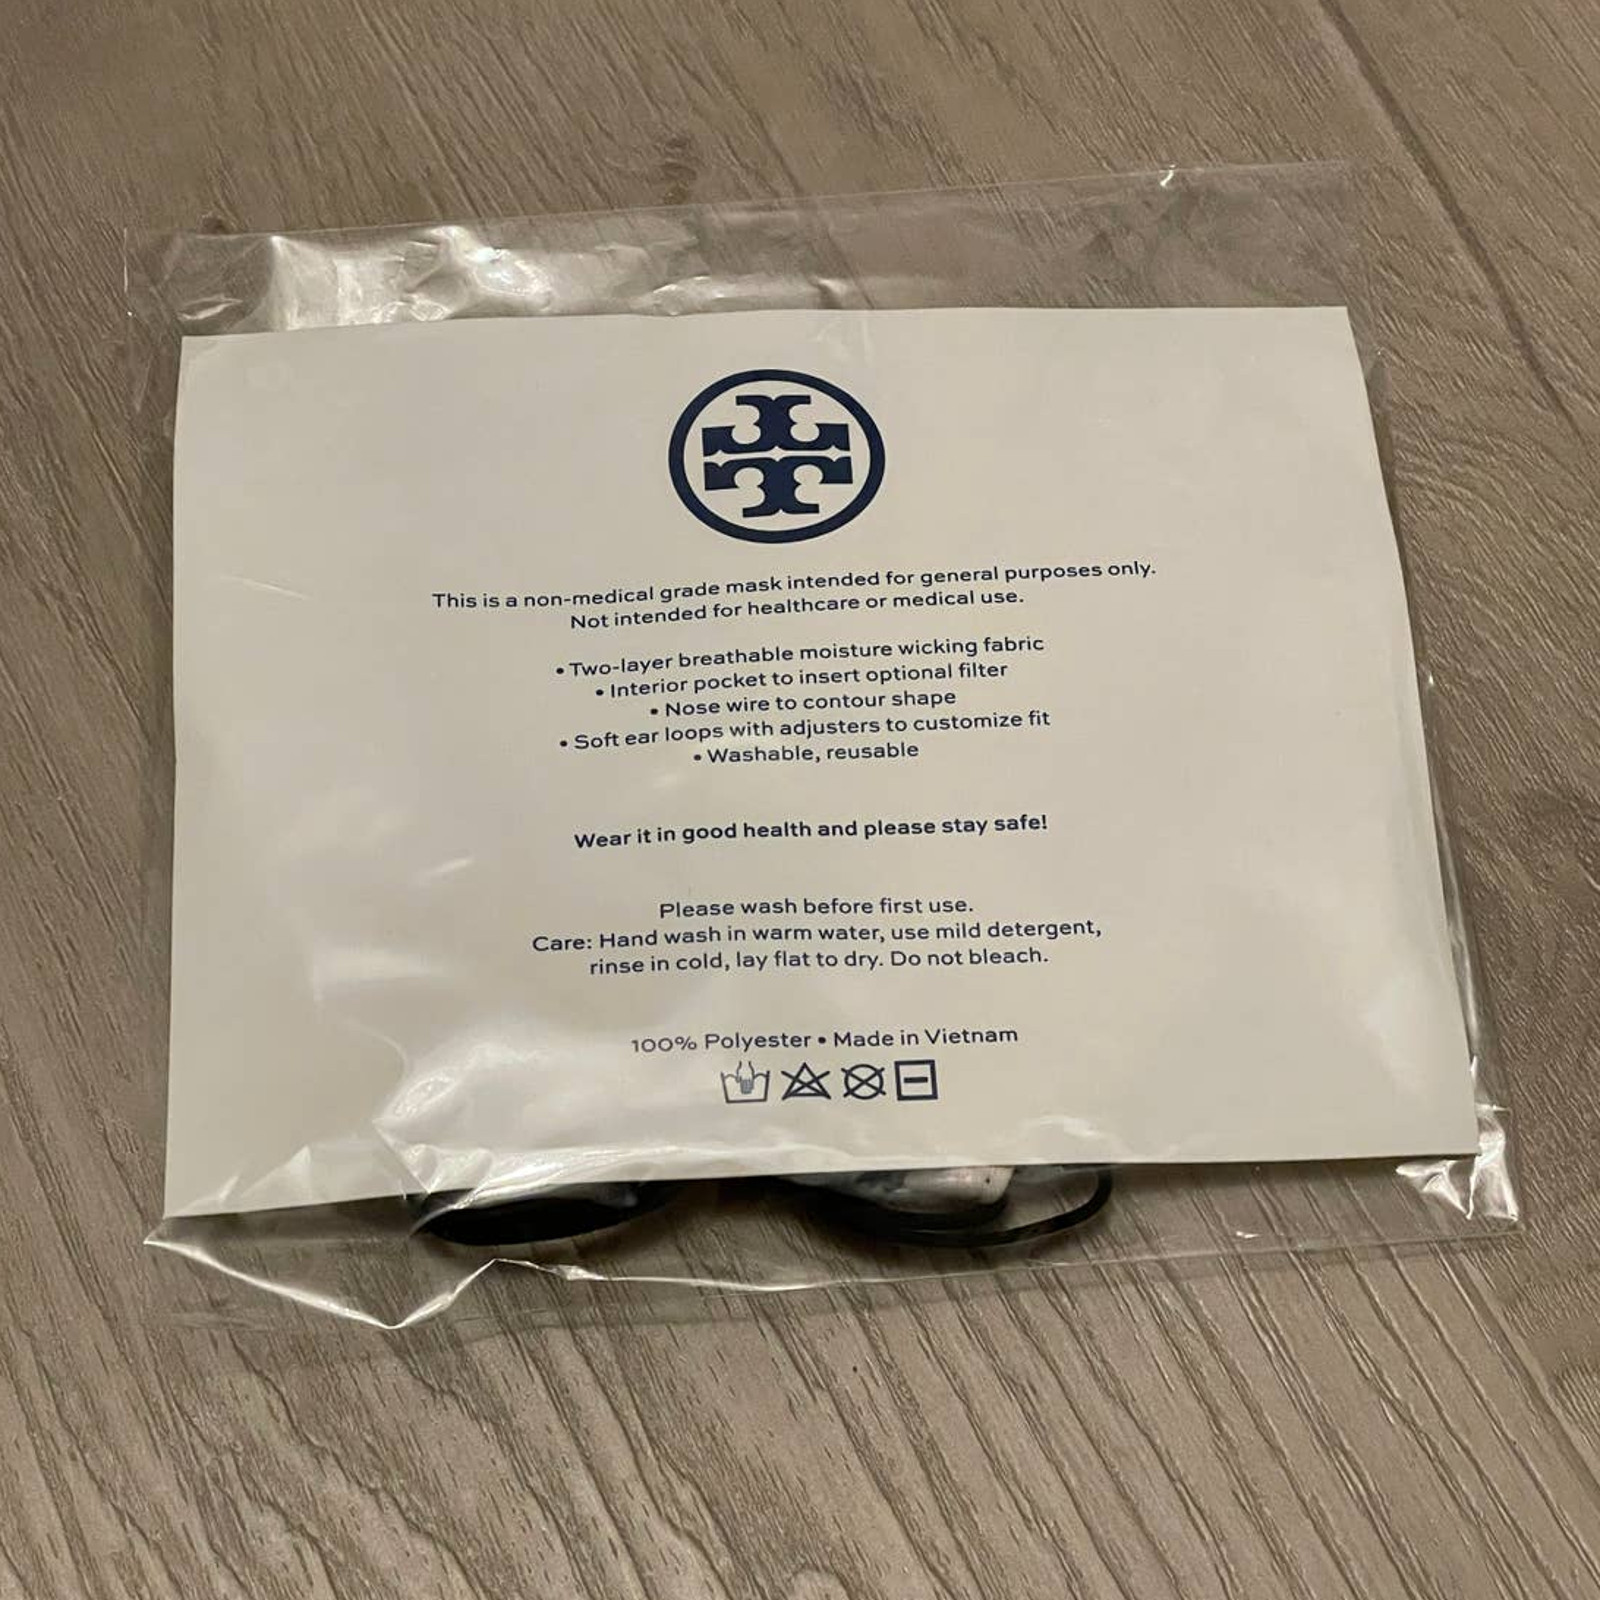 This is a non-medical grade mask intended for general purposes only.
Not intended for healthcare or medical use.
• Two-layer breathable moisture wicking fabric
• Interior pocket to insert optional filter
• Nose wire to contour shape
• Soft ear loops with adjusters to customize fit
• Washable, reusable
Wear it in good health and please stay safe!
Please wash before first use.
Care: Hand wash in warm water, use mild detergent,
rinse in cold, lay flat to dry. Do not bleach.
100% Polyester • Made in Vietnam